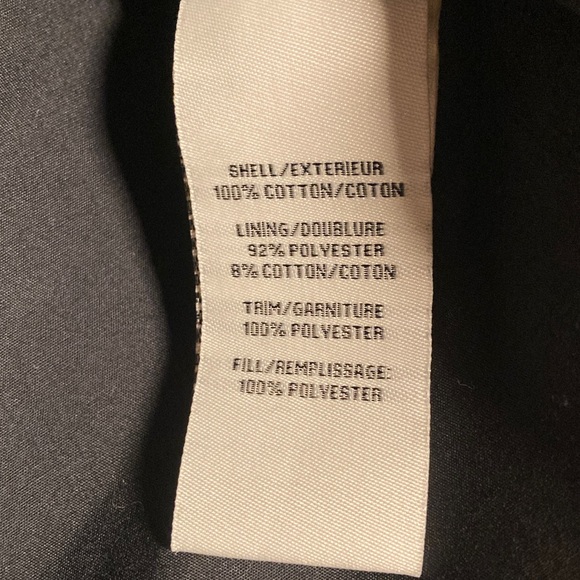 SHELL/EXTERIEUR
100% COTTON/COTON
LINING/DOUBLURE
92% POLYESTER
8% COTTON/COTON
TRIM/GARNITURE
100% POLYESTER
FILL/REMPLISSAGE:
100% POLYESTER